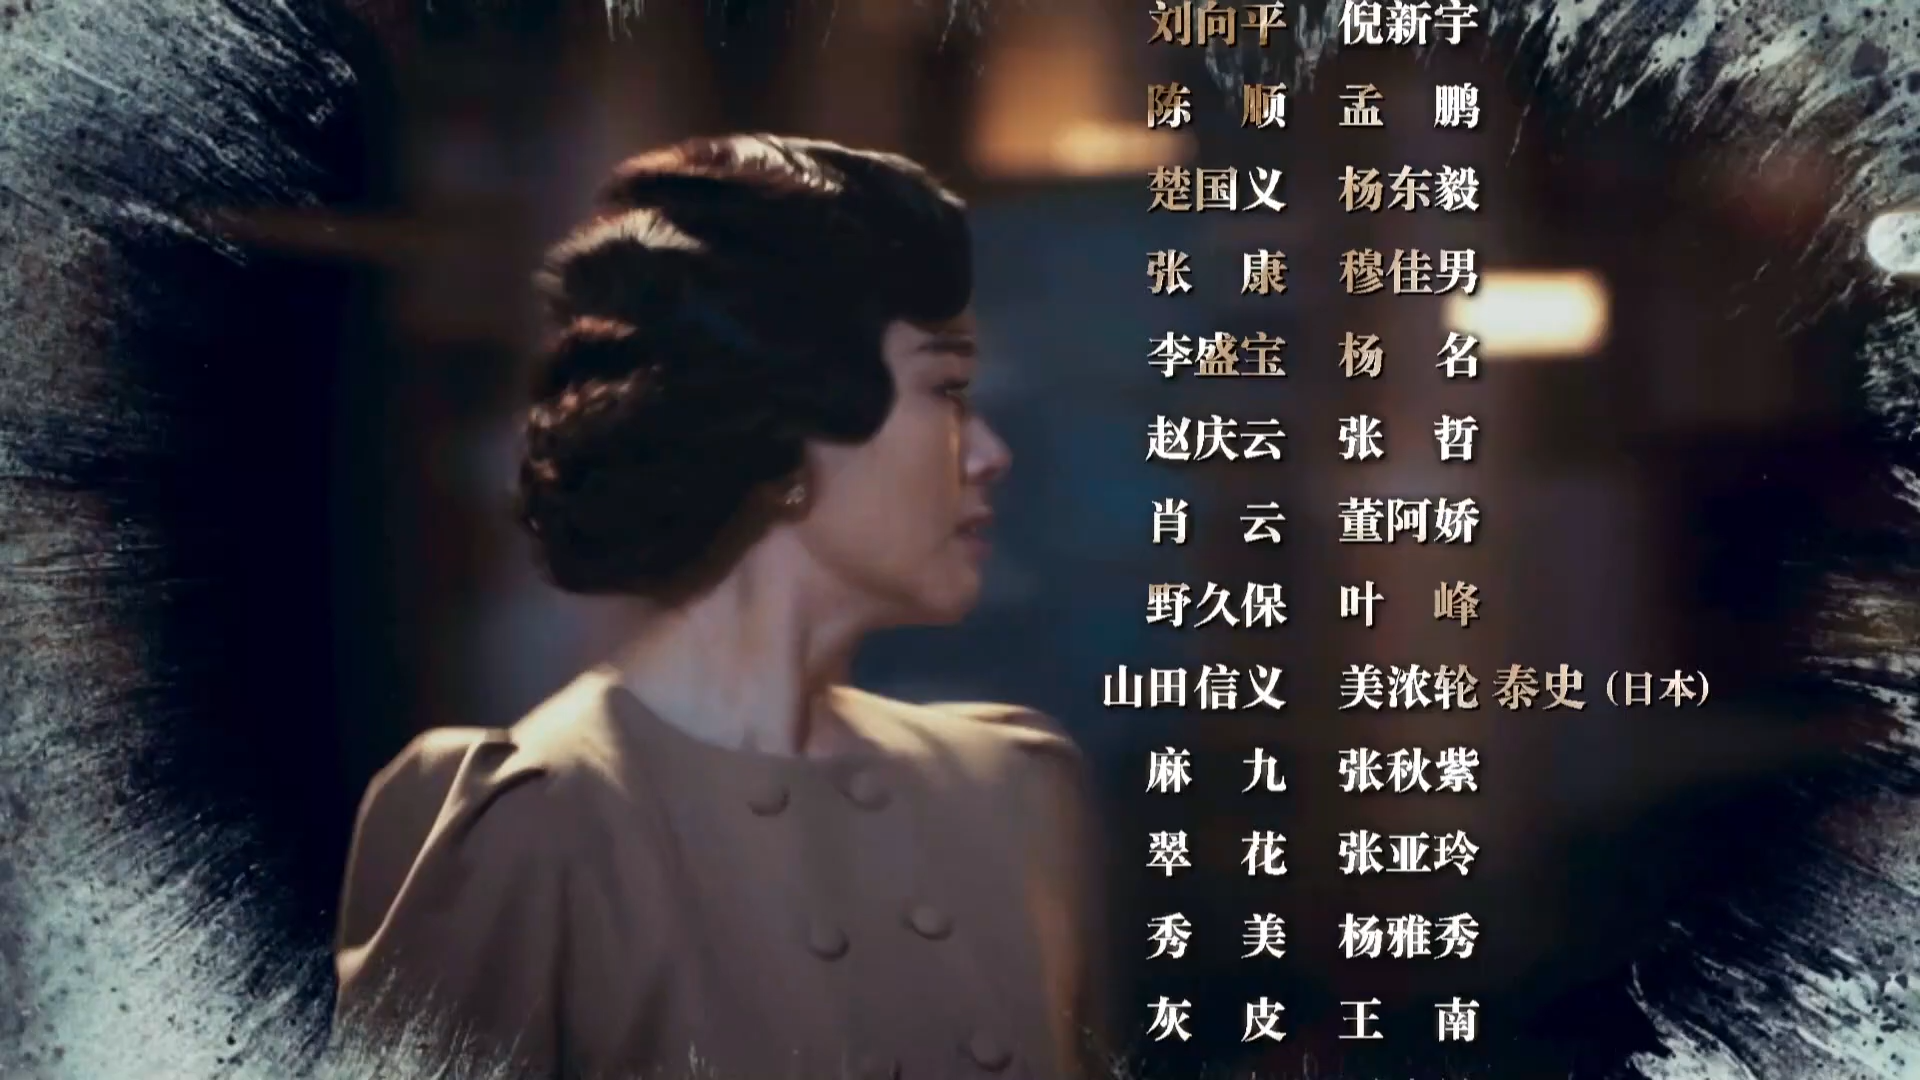 刘向平 倪新宇
陈顺 孟鹏
楚国义 杨东毅
张康 穆佳男
李盛宝 杨名
赵庆云 张哲
肖云 董阿娇
野久保 叶峰
山田信义 美浓轮 泰史（日本）
麻九 张秋紫
翠花 张亚玲
秀美 杨雅秀
灰皮 王南